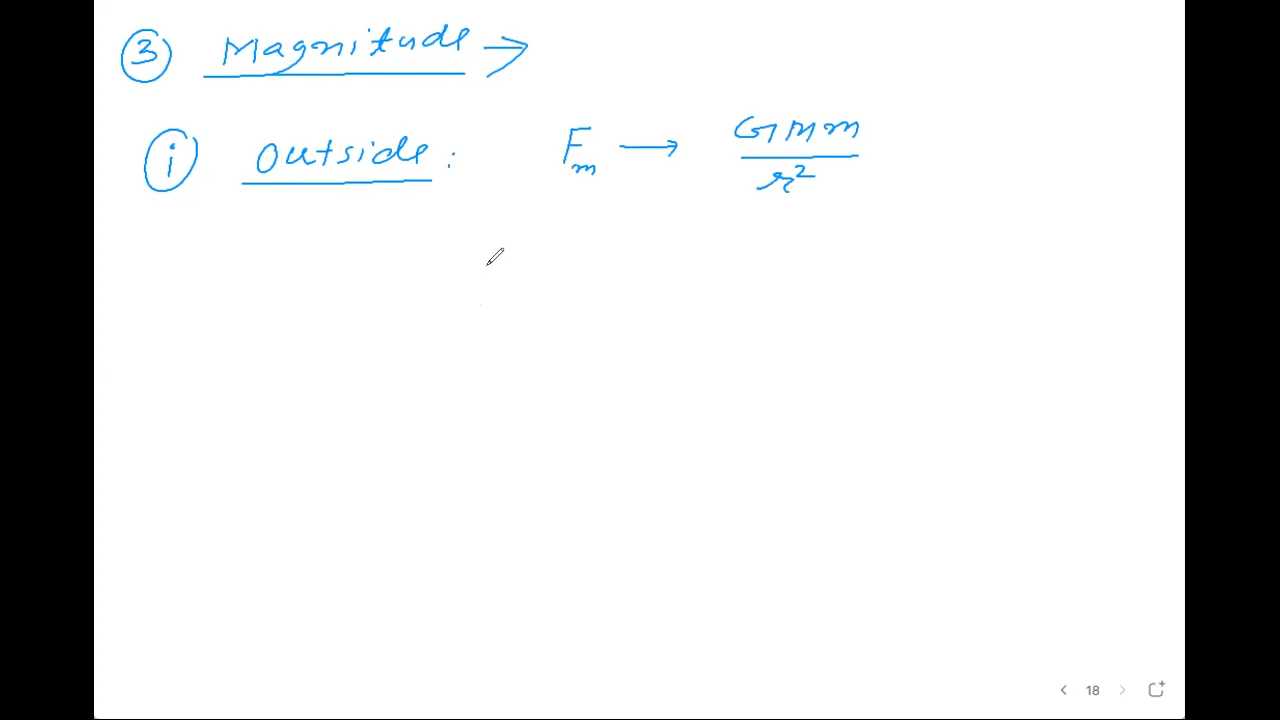 ③ Magnitude →
ⓘ Outside : Fₘ → GMm / r²
18